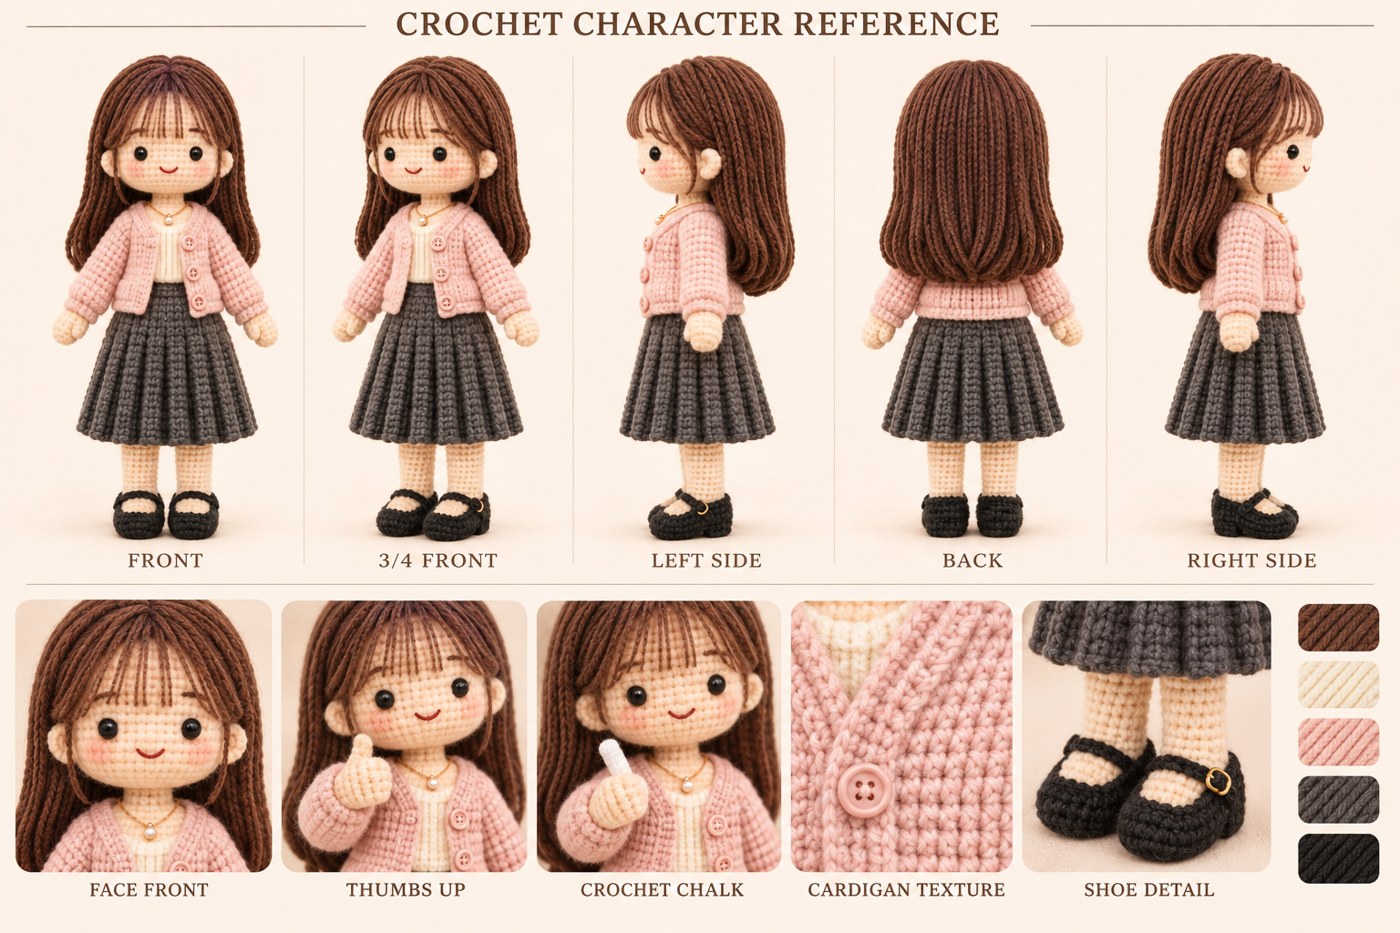 CROCHET CHARACTER REFERENCE
FRONT
3/4 FRONT
LEFT SIDE
BACK
RIGHT SIDE
FACE FRONT
THUMBS UP
CROCHET CHALK
CARDIGAN TEXTURE
SHOE DETAIL